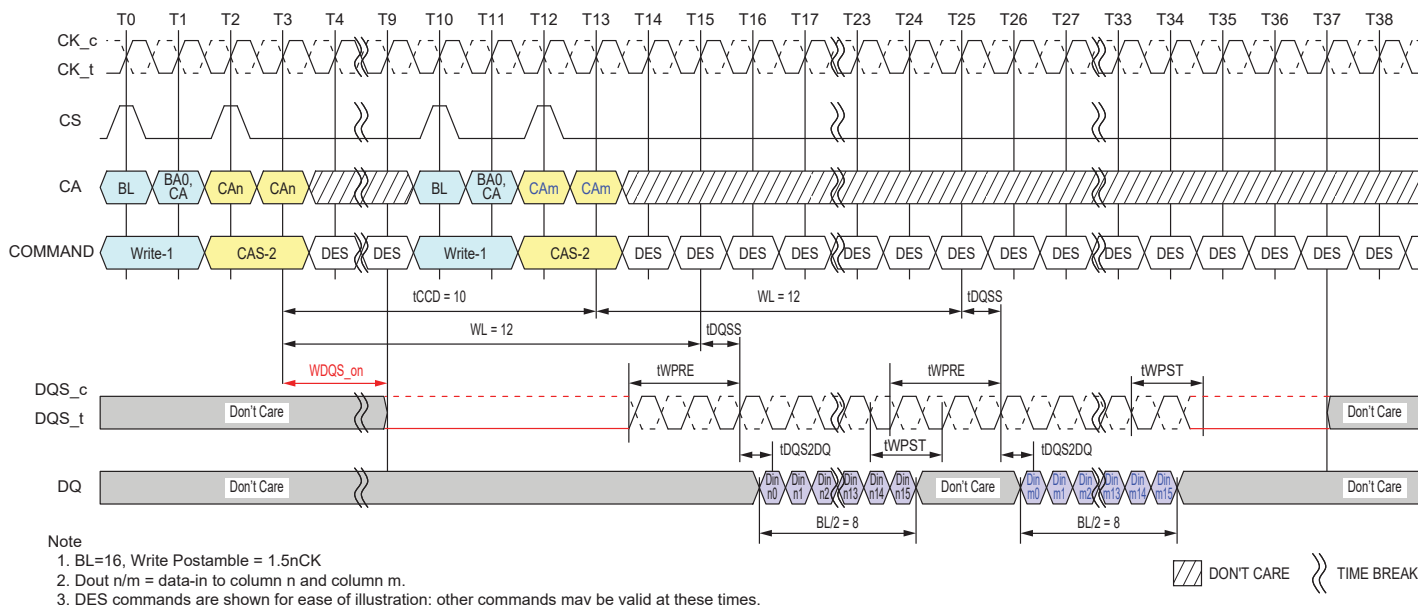 T0 T1 T2 T3 T4 T9 T10 T11 T12 T13 T14 T15 T16 T17 T23 T24 T25 T26 T27 T33 T34 T35 T36 T37 T38
CK_c
CK_t
CS
CA BL BA0, CA CAn CAn BL BA0, CA CAm CAm
COMMAND Write-1 CAS-2 DES DES Write-1 CAS-2 DES DES DES DES DES DES DES DES DES DES DES DES DES DES DES
tCCD = 10 WL = 12 tDQSS
WL = 12 tDQSS
WDQS_on tWPRE tWPRE tWPST
DQS_c
DQS_t Don't Care Don't Care
tDQS2DQ tWPST tDQS2DQ
DQ Don't Care Din n0 Din n1 Din n2 Din n13 Din n14 Din n15 Don't Care Din m0 Din m1 Din m2 Din m13 Din m14 Din m15 Don't Care
BL/2 = 8 BL/2 = 8
Note
1. BL=16, Write Postamble = 1.5nCK
2. Dout n/m = data-in to column n and column m.
3. DES commands are shown for ease of illustration; other commands may be valid at these times.
DON'T CARE TIME BREAK